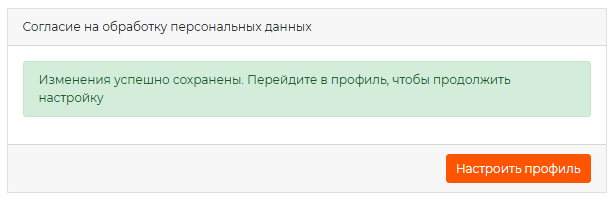 Согласие на обработку персональных данных
Изменения успешно сохранены. Перейдите в профиль, чтобы продолжить
настройку
Настроить профиль